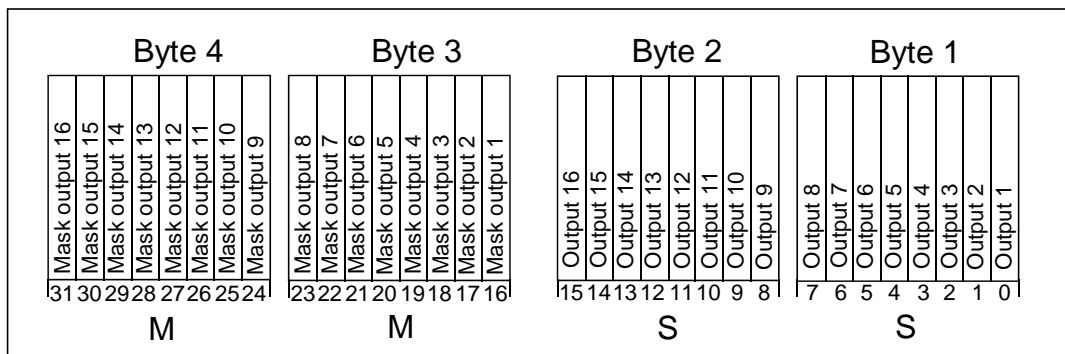 Byte 4
Byte 3
Byte 2
Byte 1
Mask output 16
Mask output 15
Mask output 14
Mask output 13
Mask output 12
Mask output 11
Mask output 10
Mask output 9
Mask output 8
Mask output 7
Mask output 6
Mask output 5
Mask output 4
Mask output 3
Mask output 2
Mask output 1
Output 16
Output 15
Output 14
Output 13
Output 12
Output 11
Output 10
Output 9
Output 8
Output 7
Output 6
Output 5
Output 4
Output 3
Output 2
Output 1
31 30 29 28 27 26 25 24
23 22 21 20 19 18 17 16
15 14 13 12 11 10 9 8
7 6 5 4 3 2 1 0
M
M
S
S